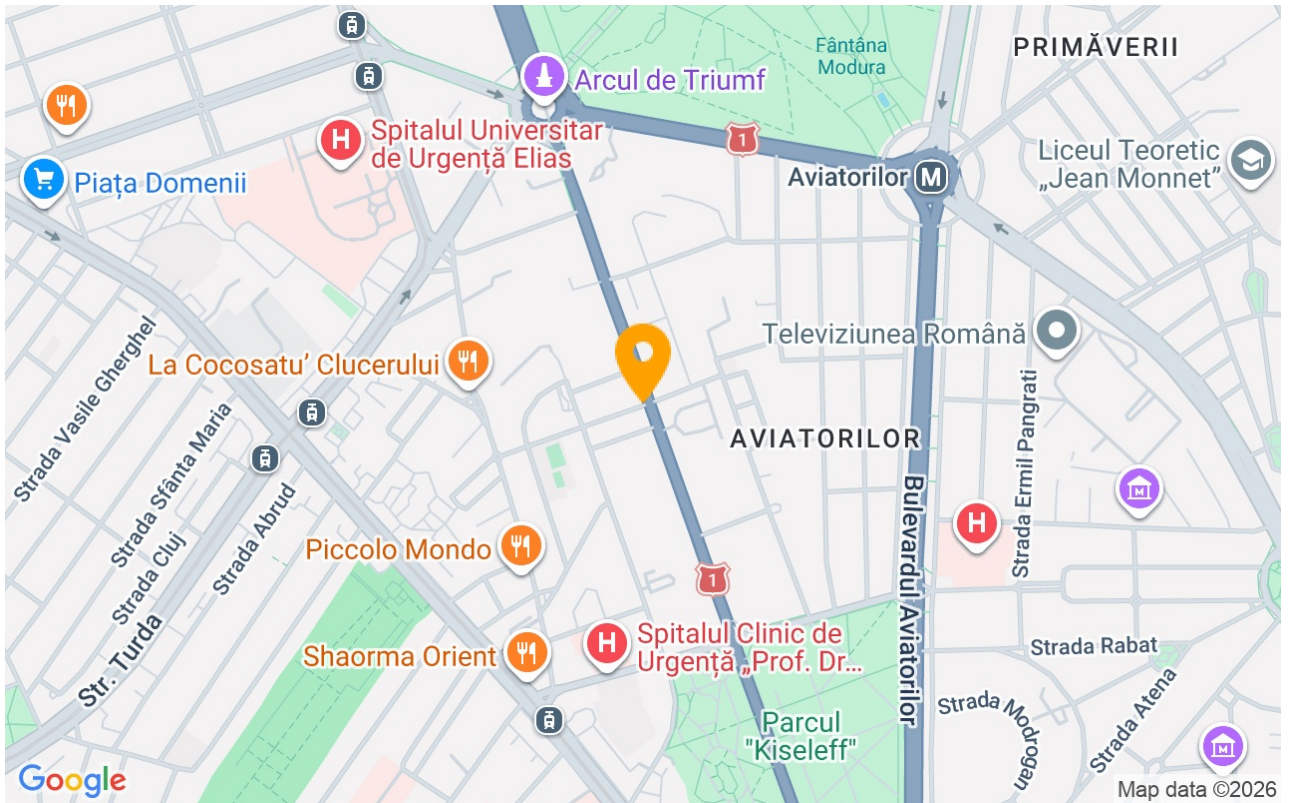 Fântâna
Modura
PRIMĂVERII
Arcul de Triumf
1
Spitalul Universitar
de Urgență Elias
H
Liceul Teoretic
„Jean Monnet”
Piața Domenii
Aviatorilor M
Televiziunea Română
Strada Vasile Gherghel
La Cocosatu’ Clucerului
Strada Sfânta Maria
AVIATORILOR
Strada Ermil Pangrati
Strada Cluj
Strada Abrud
Bulevardul Aviatorilor
H
M
Piccolo Mondo
1
Str. Turda
Shaorma Orient
H
Spitalul Clinic de
Urgență „Prof. Dr...
Strada Rabat
Strada Modrogan
Strada Atena
Parcul
"Kiseleff"
M
Google
Map data ©2026